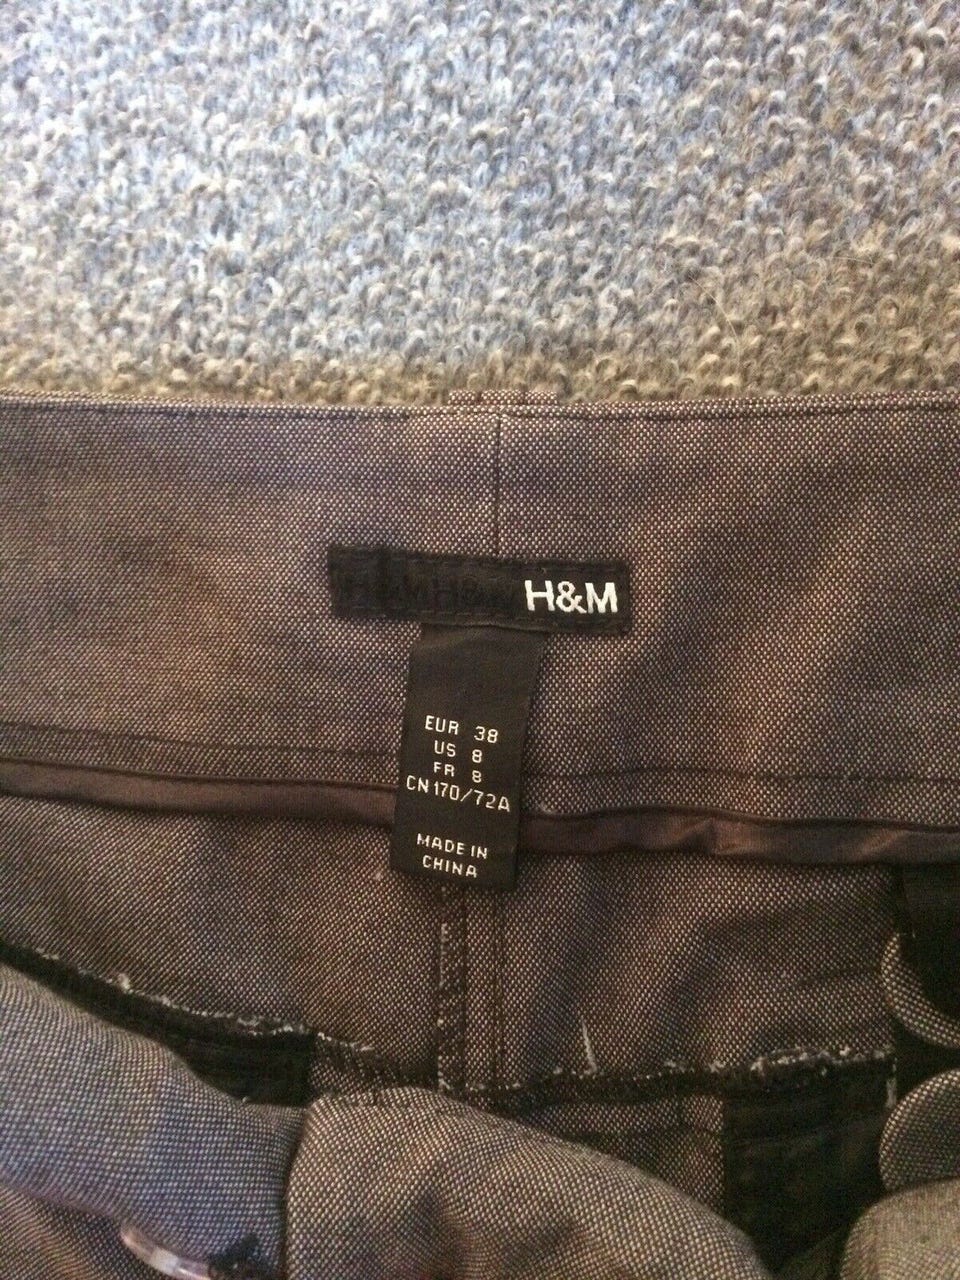 H&M H&M H&M
EUR 38
US 8
FR 8
CN 170/72A
MADE IN
CHINA